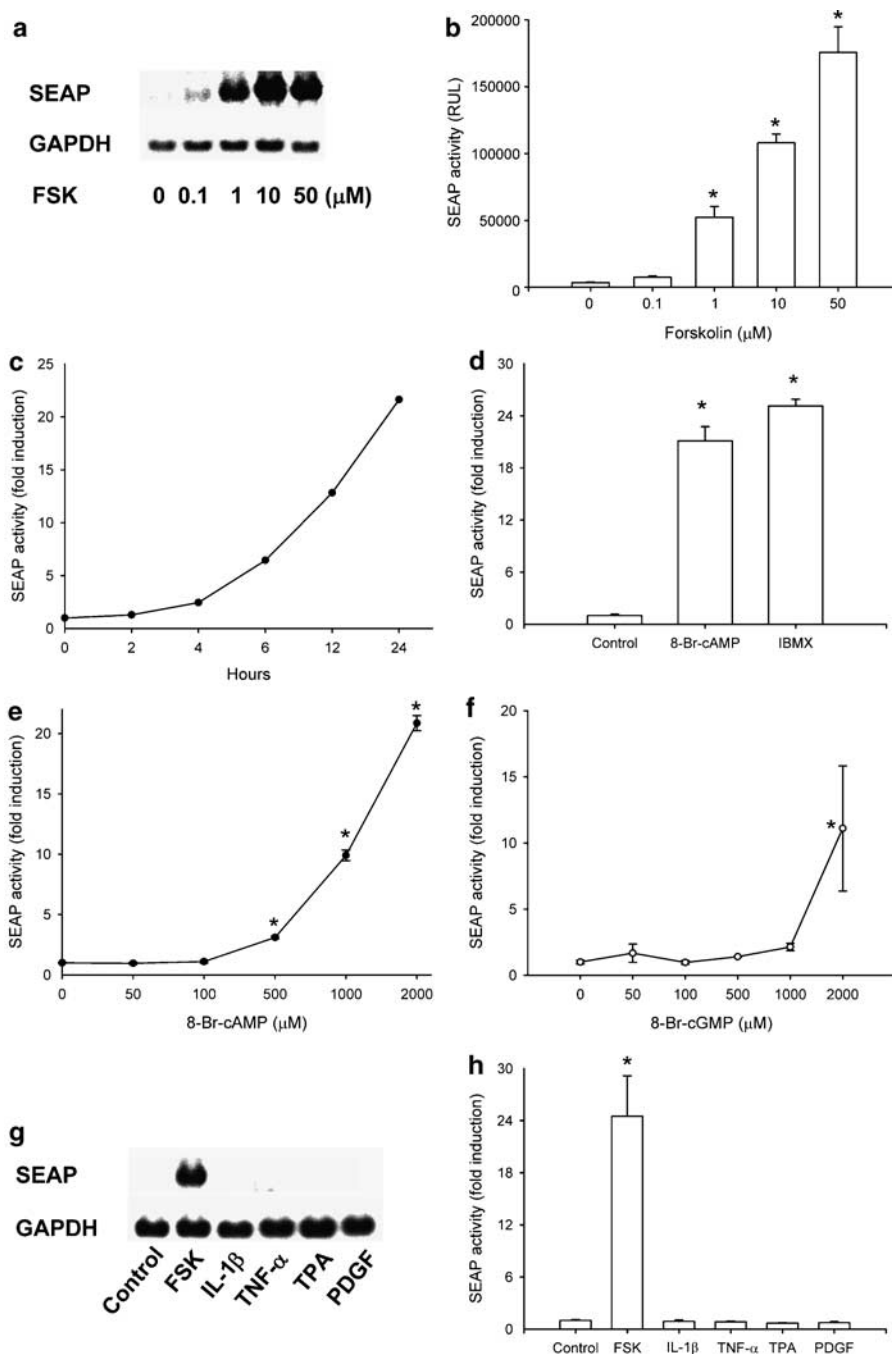 a
SEAP
GAPDH
FSK 0 0.1 1 10 50 (μM)
b
SEAP activity (RUL)
200000
150000
100000
50000
0
* * *
0 0.1 1 10 50
Forskolin (μM)
c
SEAP activity (fold induction)
25
20
15
10
5
0
0 2 4 6 12 24
Hours
d
SEAP activity (fold induction)
30
24
18
12
6
0
* *
Control 8-Br-cAMP IBMX
e
SEAP activity (fold induction)
20
15
10
5
0
* * *
0 50 100 500 1000 2000
8-Br-cAMP (μM)
f
SEAP activity (fold induction)
20
15
10
5
0
*
0 50 100 500 1000 2000
8-Br-cGMP (μM)
g
SEAP
GAPDH
Control FSK IL-1β TNF-α TPA PDGF
h
SEAP activity (fold induction)
30
24
18
12
6
0
*
Control FSK IL-1β TNF-α TPA PDGF